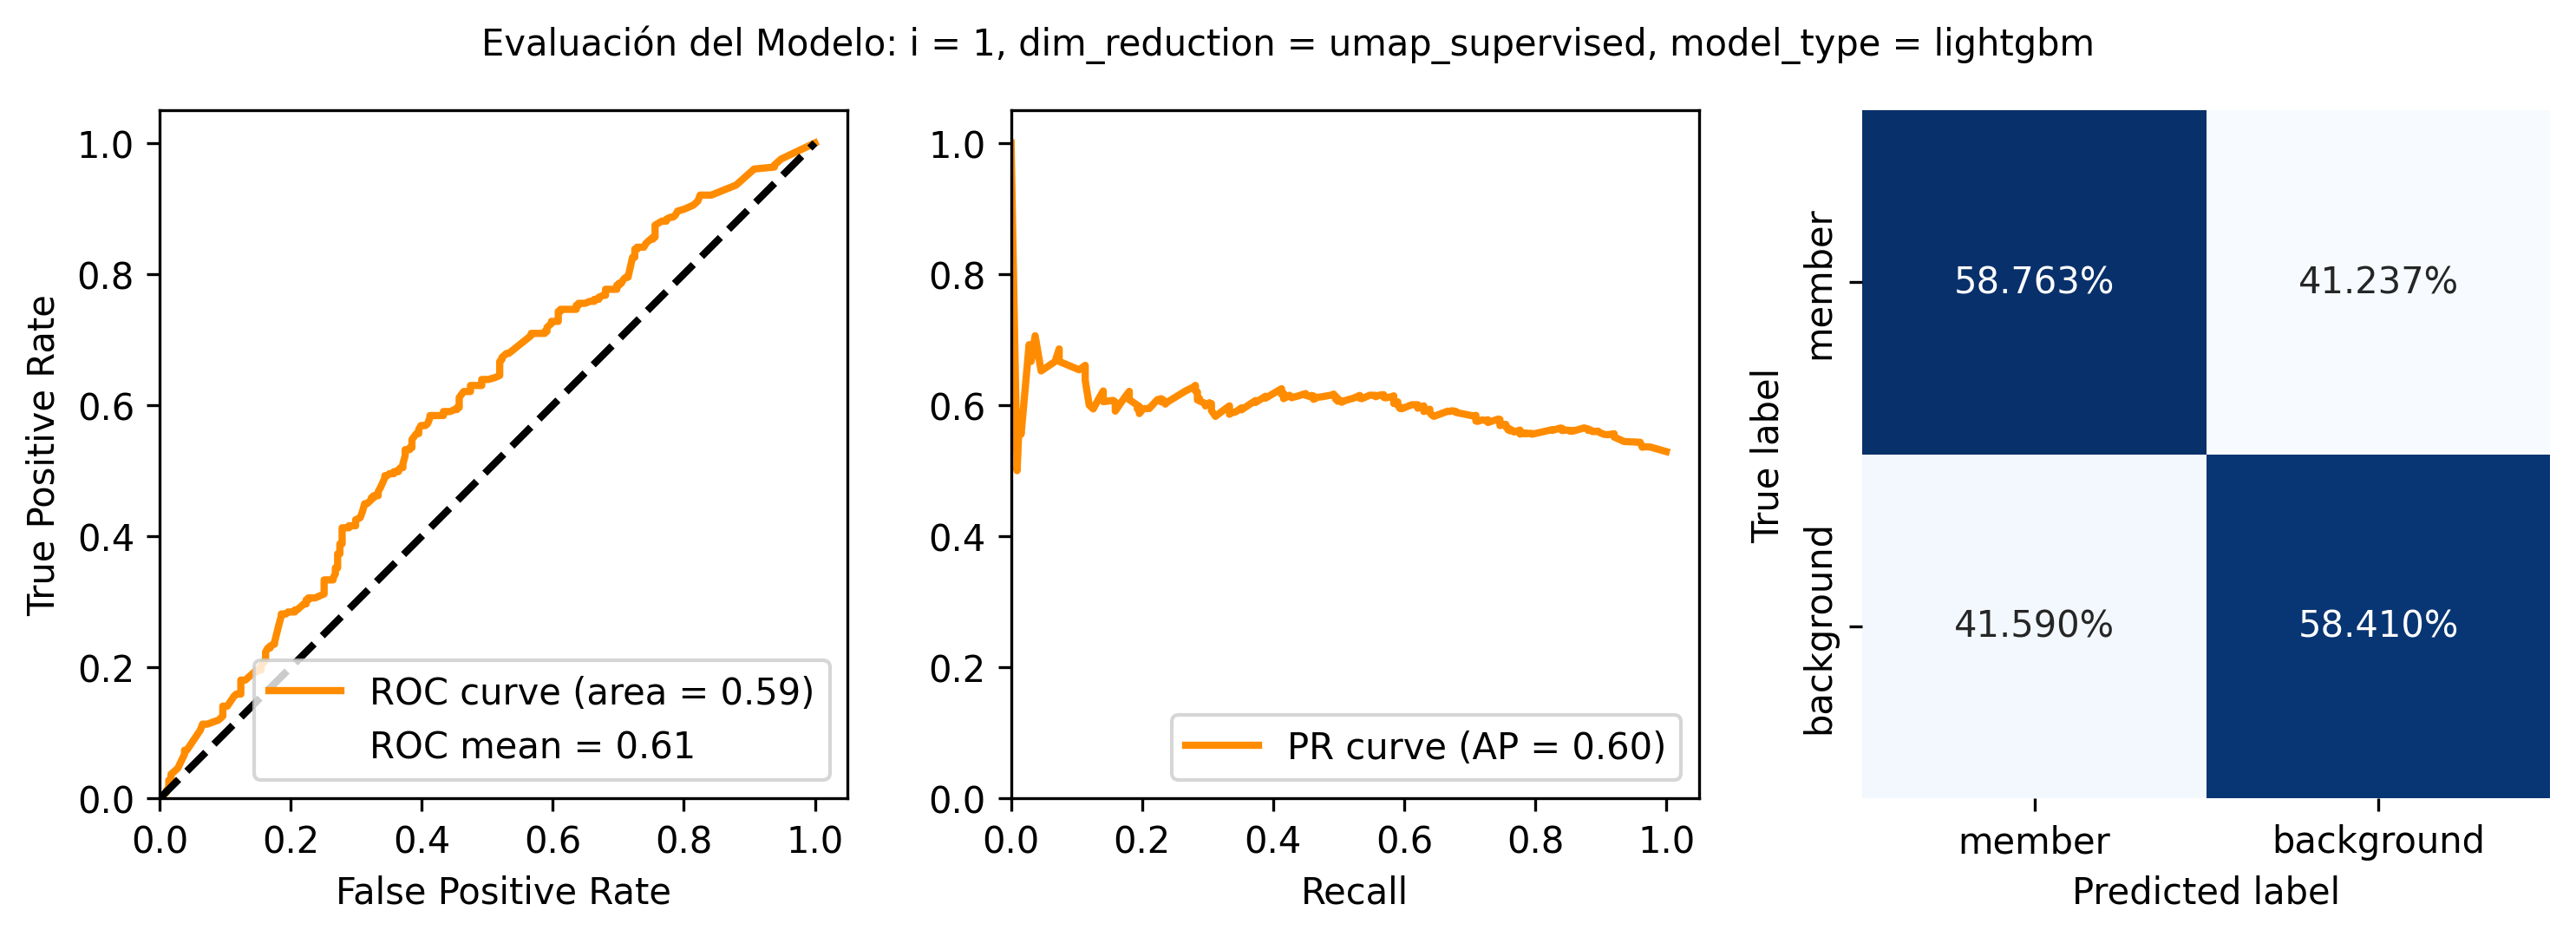 Evaluación del Modelo: i = 1, dim_reduction = umap_supervised, model_type = lightgbm
True Positive Rate
1.0
0.8
0.6
0.4
0.2
0.0
0.0 0.2 0.4 0.6 0.8 1.0
False Positive Rate
ROC curve (area = 0.59)
ROC mean = 0.61
1.0
0.8
0.6
0.4
0.2
0.0
0.0 0.2 0.4 0.6 0.8 1.0
Recall
PR curve (AP = 0.60)
True label
member
background
58.763% 41.237%
41.590% 58.410%
member background
Predicted label